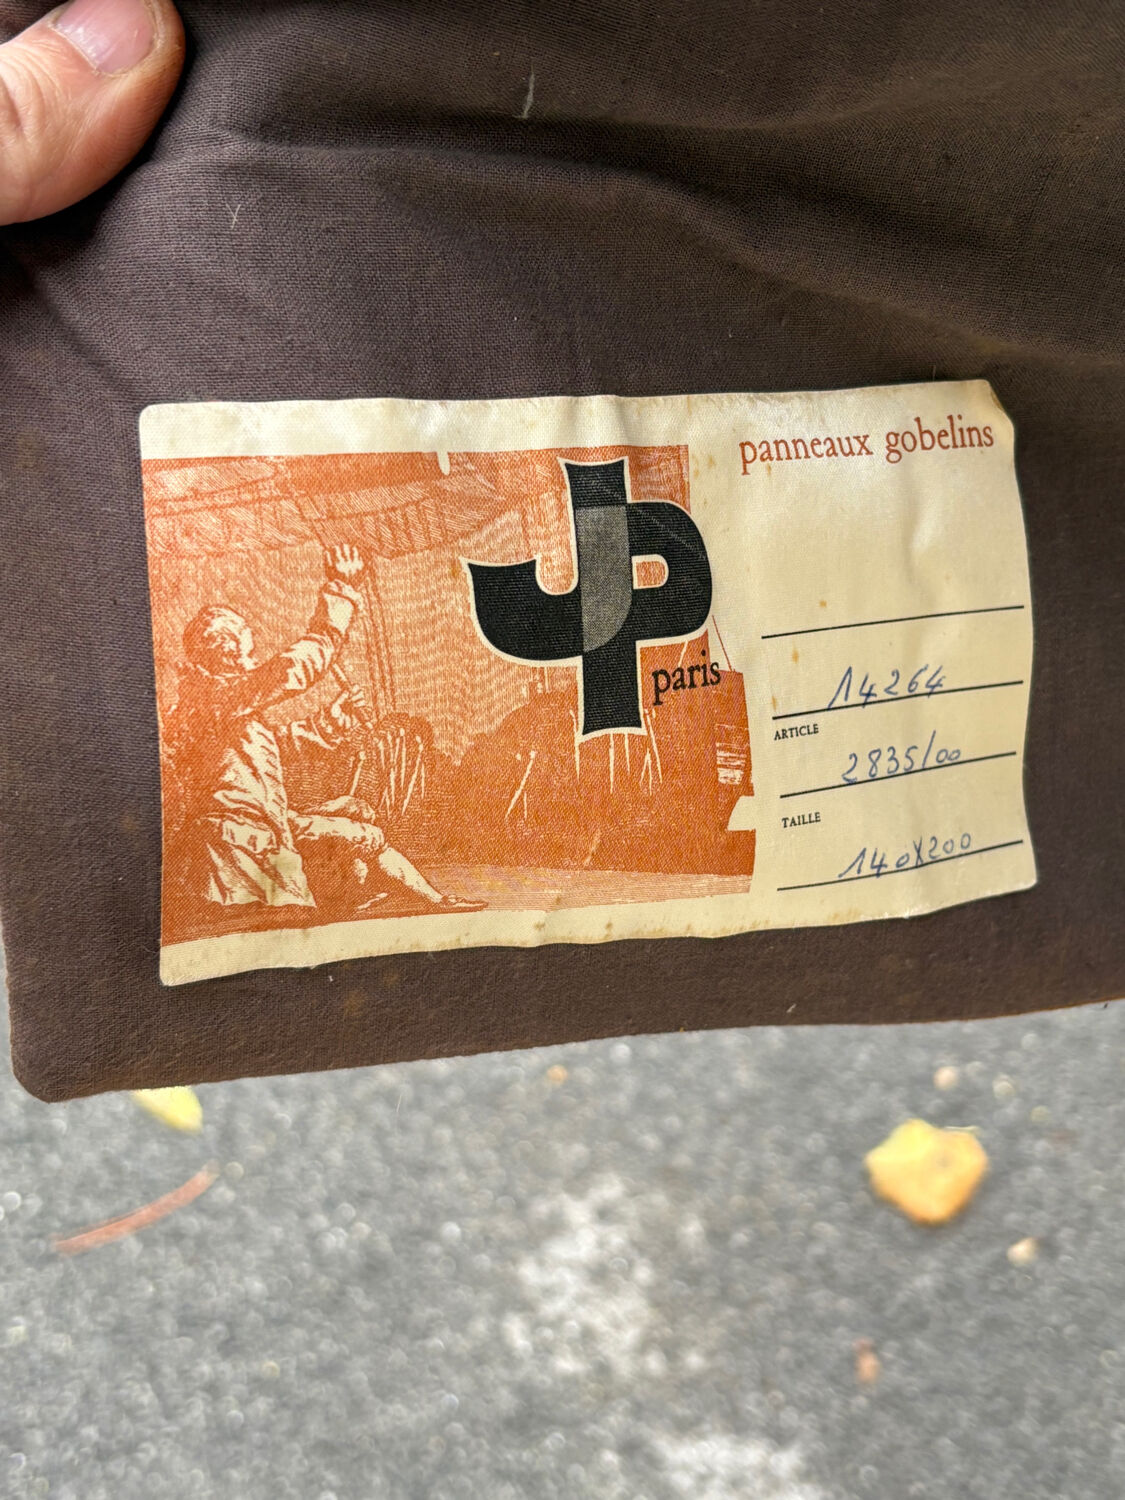 panneaux gobelins
JP
paris
14264
ARTICLE
2835/00
TAILLE
140X200